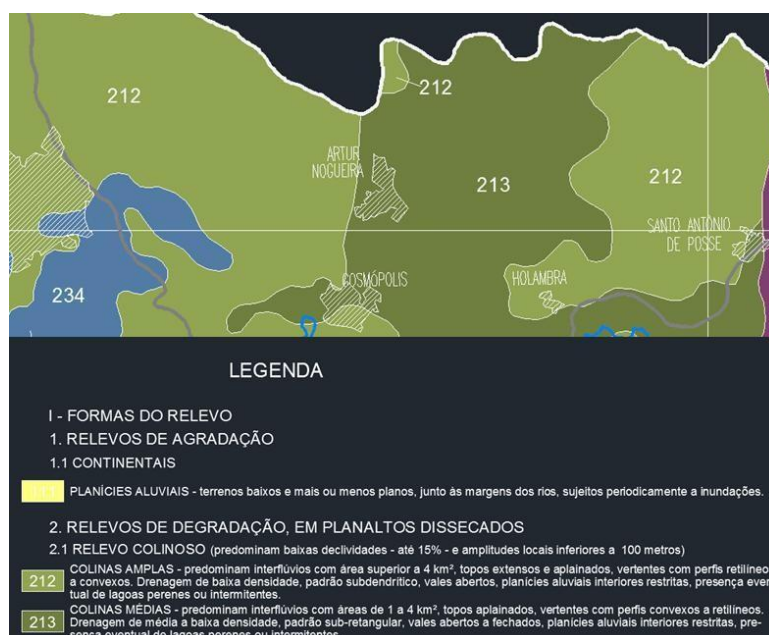 212
212
ARTUR
NOGUEIRA
213
212
SANTO ANTÔNIO
DE POSSE
234
COSMÓPOLIS
HOLAMBRA
LEGENDA
I - FORMAS DO RELEVO
1. RELEVOS DE AGRADAÇÃO
1.1 CONTINENTAIS
PLANÍCIES ALUVIAIS - terrenos baixos e mais ou menos planos, junto às margens dos rios, sujeitos periodicamente a inundações.
2. RELEVOS DE DEGRADAÇÃO, EM PLANALTOS DISSECADOS
2.1 RELEVO COLINOSO (predominam baixas declividades - até 15% - e amplitudes locais inferiores a 100 metros)
COLINAS AMPLAS - predominam interflúvios com área superior a 4 km², topos extensos e aplainados, vertentes com perfis retilíneo
212 a convexos. Drenagem de baixa densidade, padrão subdendrítico, vales abertos, planícies aluviais interiores restritas, presença even
tual de lagoas perenes ou intermitentes.
COLINAS MÉDIAS - predominam interflúvios com áreas de 1 a 4 km², topos aplainados, vertentes com perfis convexos a retilíneos.
213 Drenagem de média a baixa densidade, padrão sub-retangular, vales abertos a fechados, planícies aluviais interiores restritas, pre-
sença eventual de lagoas perenes ou intermitentes